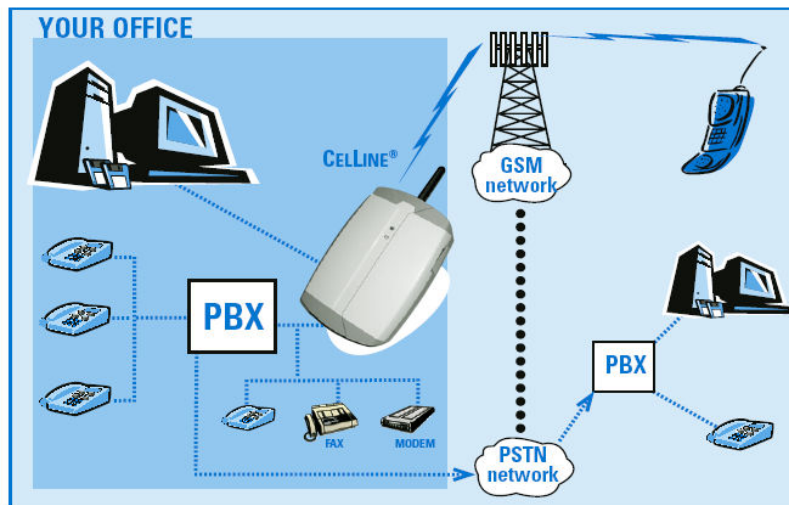 YOUR OFFICE
CELLINE®
GSM
network
PBX
PBX
FAX
MODEM
PSTN
network